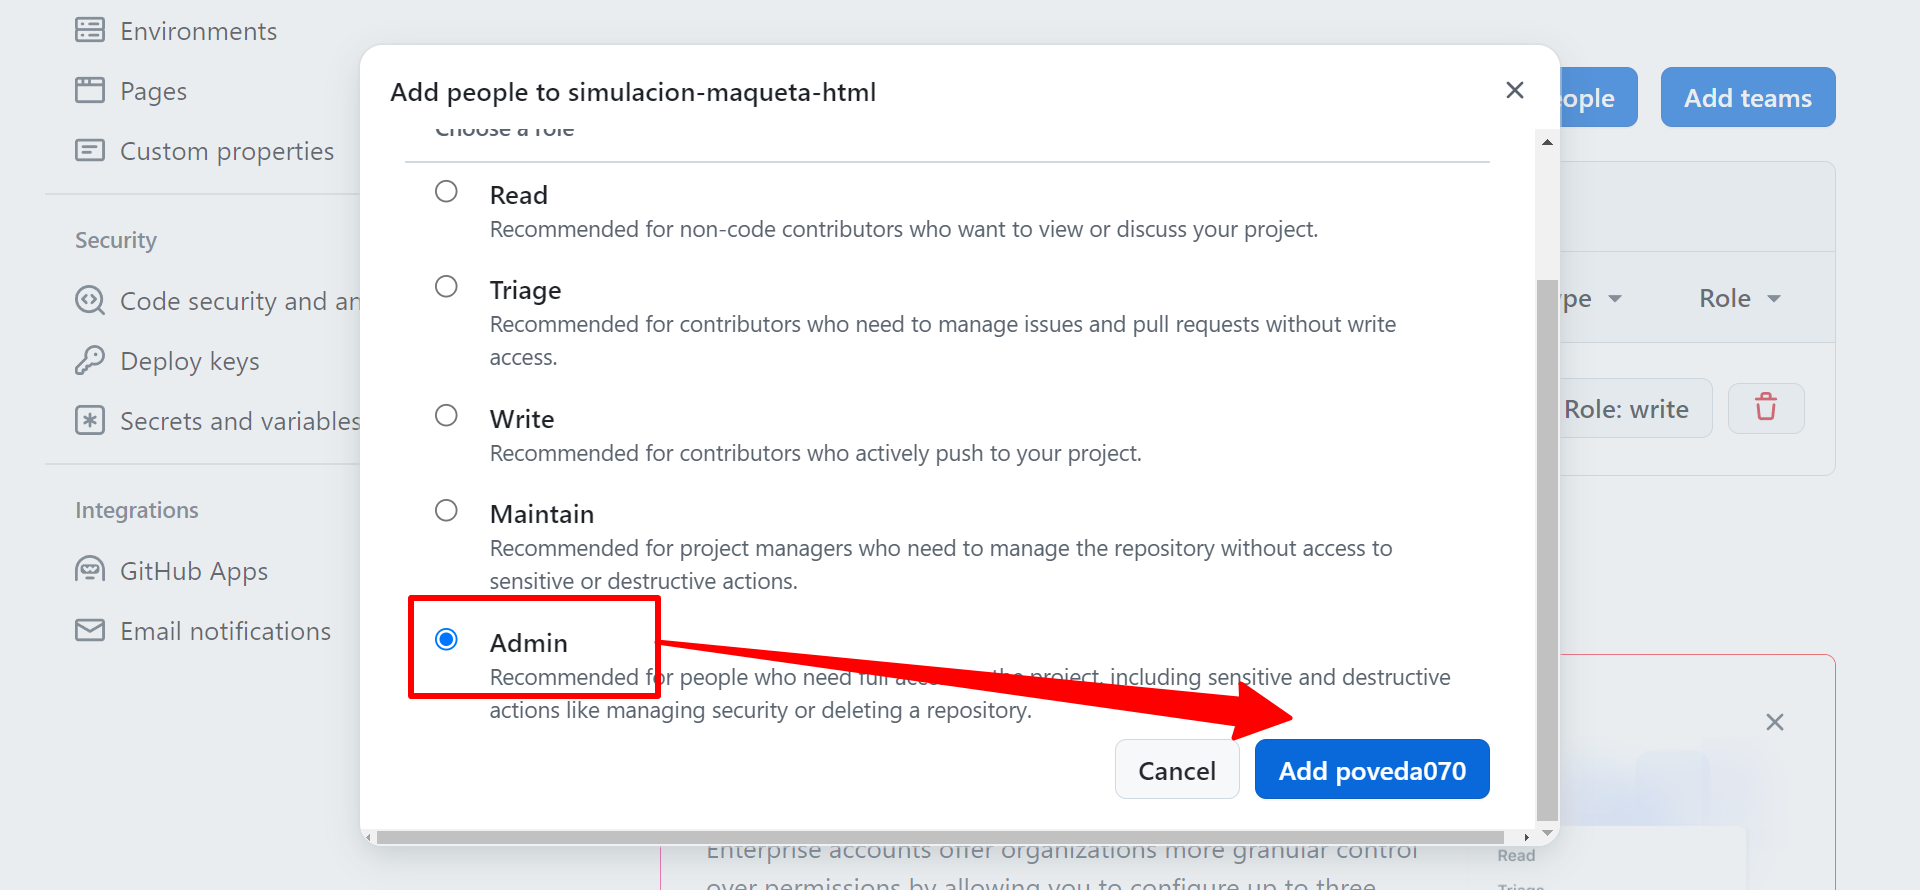 Environments
Pages
Custom properties
Security
Code security and an
Deploy keys
Secrets and variables
Integrations
GitHub Apps
Email notifications
Add people to simulacion-maqueta-html
Choose a role
Read
Recommended for non-code contributors who want to view or discuss your project.
Triage
Recommended for contributors who need to manage issues and pull requests without write
access.
Write
Recommended for contributors who actively push to your project.
Maintain
Recommended for project managers who need to manage the repository without access to
sensitive or destructive actions.
Admin
Recommended for people who need full the project, including sensitive and destructive
actions like managing security or deleting a repository.
Cancel
Add poveda070
ople
Add teams
pe
Role
Role: write
Enterprise accounts offer organizations more granular control
over permissions by allowing you to configure up to three
Read
Triage